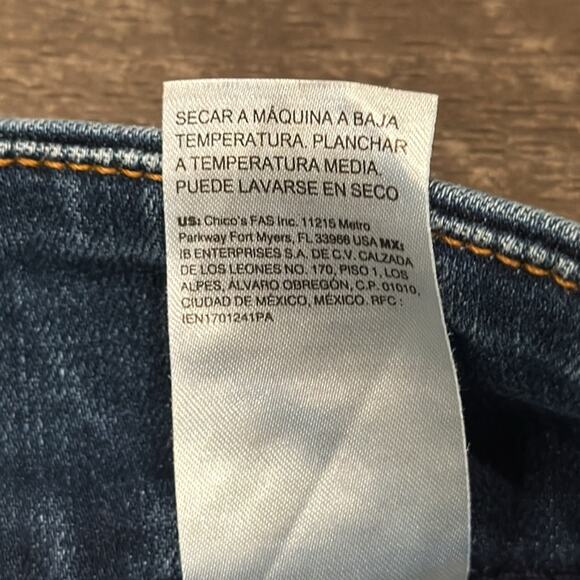 SECAR A MÁQUINA A BAJA
TEMPERATURA. PLANCHAR
A TEMPERATURA MEDIA.
PUEDE LAVARSE EN SECO
US: Chico's FAS Inc. 11215 Metro
Parkway Fort Myers, FL 33966 USA MX:
IB ENTERPRISES S.A. DE C.V. CALZADA
DE LOS LEONES NO. 170, PISO 1, LOS
ALPES, ÁLVARO OBREGÓN, C.P. 01010,
CIUDAD DE MÉXICO, MÉXICO. RFC :
IEN1701241PA